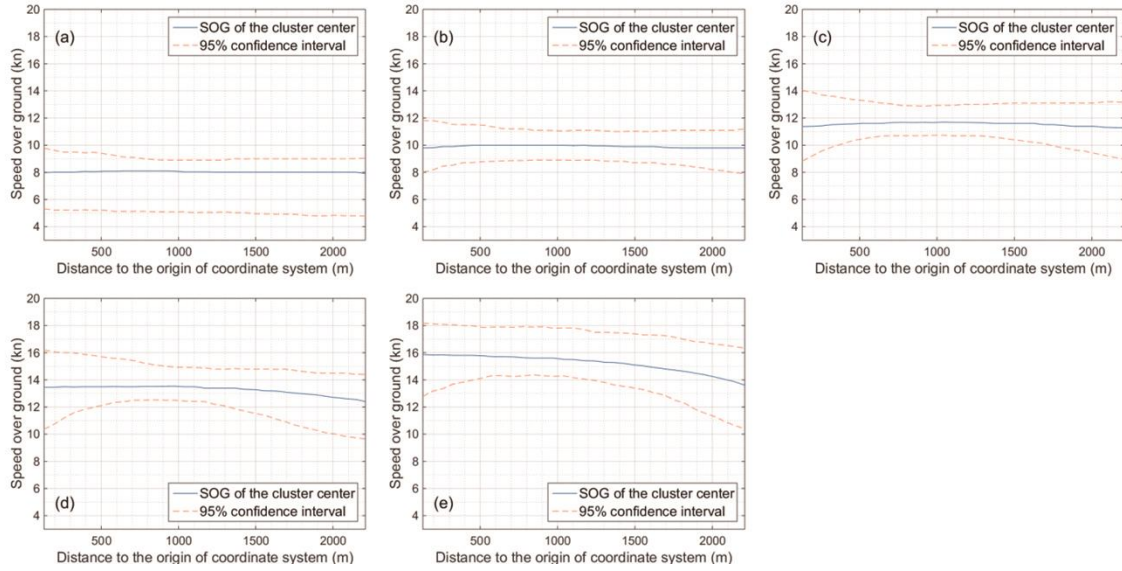 (a)
SOG of the cluster center
95% confidence interval
Speed over ground (kn)
20
18
16
14
12
10
8
6
4
500 1000 1500 2000
Distance to the origin of coordinate system (m)
(b)
SOG of the cluster center
95% confidence interval
Speed over ground (kn)
20
18
16
14
12
10
8
6
4
500 1000 1500 2000
Distance to the origin of coordinate system (m)
(c)
SOG of the cluster center
95% confidence interval
Speed over ground (kn)
20
18
16
14
12
10
8
6
4
500 1000 1500 2000
Distance to the origin of coordinate system (m)
Speed over ground (kn)
20
18
16
14
12
10
8
6
4
(d)
SOG of the cluster center
95% confidence interval
500 1000 1500 2000
Distance to the origin of coordinate system (m)
Speed over ground (kn)
20
18
16
14
12
10
8
6
4
(e)
SOG of the cluster center
95% confidence interval
500 1000 1500 2000
Distance to the origin of coordinate system (m)